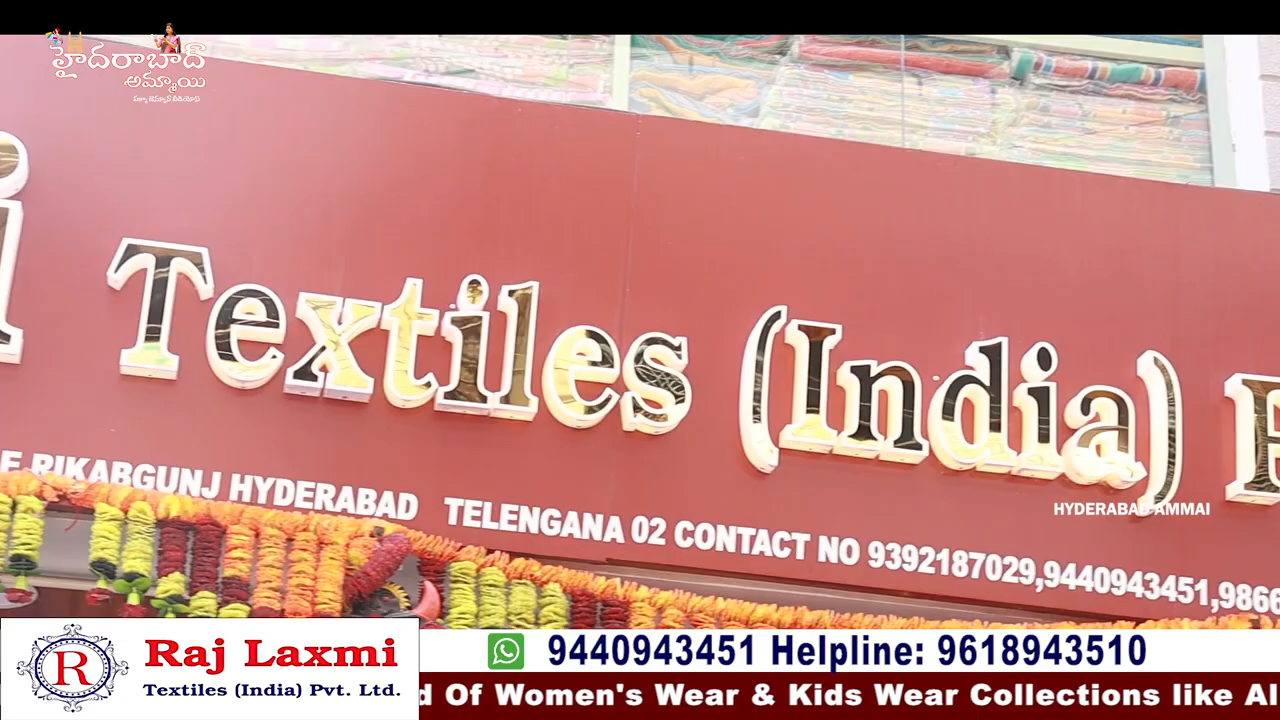 హైదరాబాద్
అమ్మాయి
Textiles (India)
RIKABGUNJ HYDERABAD TELENGANA 02 CONTACT NO 9392187029,9440943451,9866
HYDERABAD AMMAI
R
Raj Laxmi
Textiles (India) Pvt. Ltd.
9440943451 Helpline: 9618943510
d Of Women's Wear & Kids Wear Collections like Al